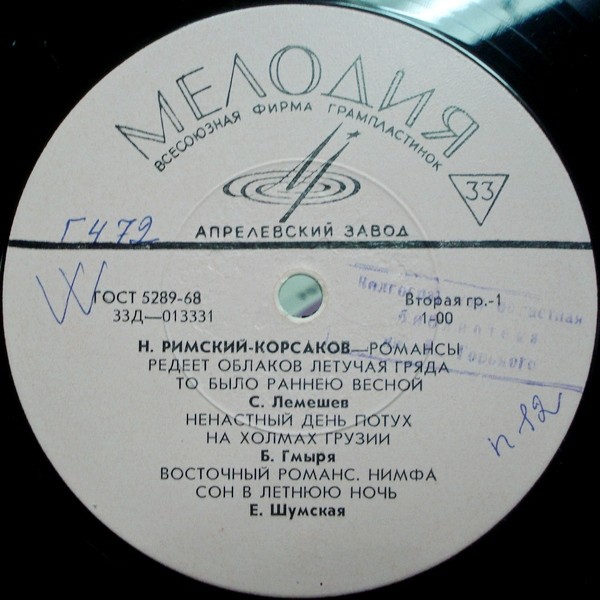 МЕЛОДИЯ
ВСЕСОЮЗНАЯ ФИРМА ГРАМПЛАСТИНОК
33
АПРЕЛЕВСКИЙ ЗАВОД
Г472
ГОСТ 5289-68
Вторая гр.-1
33Д—013331
1-00
Н. РИМСКИЙ-КОРСАКОВ—РОМАНСЫ
РЕДЕЕТ ОБЛАКОВ ЛЕТУЧАЯ ГРЯДА
ТО БЫЛО РАННЕЮ ВЕСНОЙ
С. Лемешев
НЕНАСТНЫЙ ДЕНЬ ПОТУХ
НА ХОЛМАХ ГРУЗИИ
Б. Гмыря
ВОСТОЧНЫЙ РОМАНС. НИМФА
СОН В ЛЕТНЮЮ НОЧЬ
Е. Шумская
п12